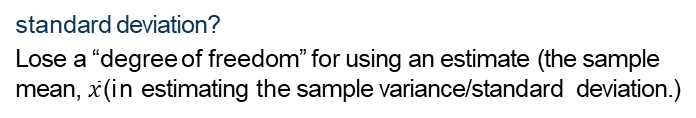 standard deviation?
Lose a “degree of freedom” for using an estimate (the sample
mean, x̄(in estimating the sample variance/standard deviation.)